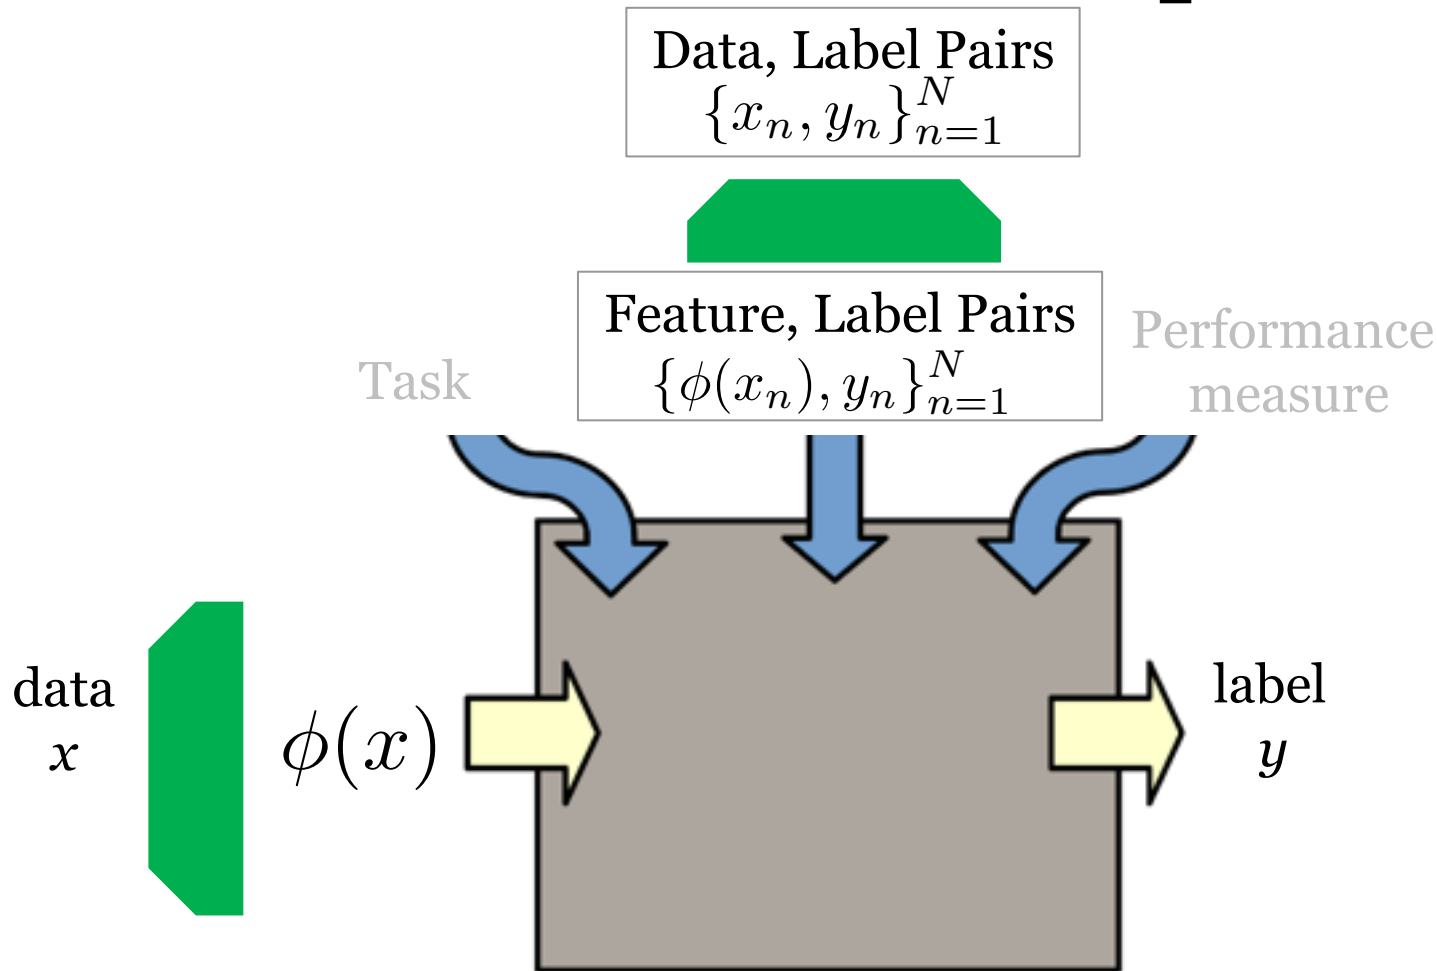 Data, Label Pairs
{x_n, y_n}_{n=1}^N
Feature, Label Pairs
{ϕ(x_n), y_n}_{n=1}^N
Task
Performance
measure
data
x
ϕ(x)
label
y